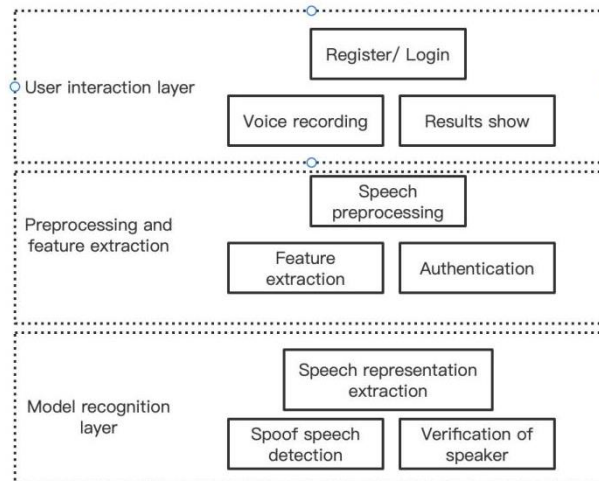 Register/ Login
User interaction layer
Voice recording
Results show
Speech
preprocessing
Preprocessing and
feature extraction
Feature
extraction
Authentication
Speech representation
extraction
Model recognition
layer
Spoof speech
detection
Verification of
speaker